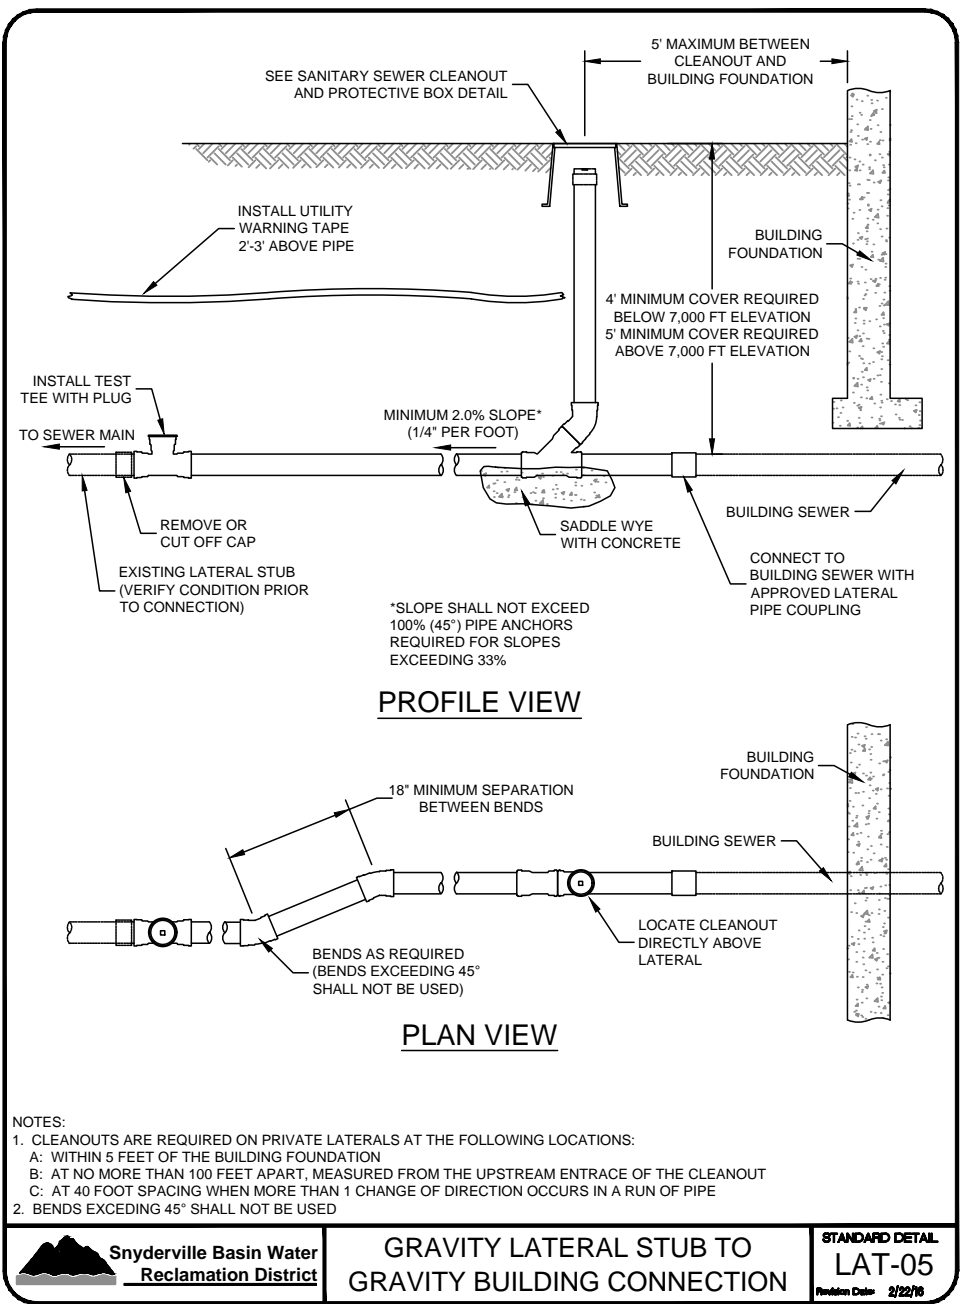 5' MAXIMUM BETWEEN
CLEANOUT AND
BUILDING FOUNDATION
SEE SANITARY SEWER CLEANOUT
AND PROTECTIVE BOX DETAIL
INSTALL UTILITY
WARNING TAPE
2'-3' ABOVE PIPE
BUILDING
FOUNDATION
4' MINIMUM COVER REQUIRED
BELOW 7,000 FT ELEVATION
5' MINIMUM COVER REQUIRED
ABOVE 7,000 FT ELEVATION
INSTALL TEST
TEE WITH PLUG
TO SEWER MAIN
MINIMUM 2.0% SLOPE*
(1/4" PER FOOT)
REMOVE OR
CUT OFF CAP
SADDLE WYE
WITH CONCRETE
BUILDING SEWER
EXISTING LATERAL STUB
(VERIFY CONDITION PRIOR
TO CONNECTION)
CONNECT TO
BUILDING SEWER WITH
APPROVED LATERAL
PIPE COUPLING
*SLOPE SHALL NOT EXCEED
100% (45°) PIPE ANCHORS
REQUIRED FOR SLOPES
EXCEEDING 33%
PROFILE VIEW
BUILDING
FOUNDATION
18" MINIMUM SEPARATION
BETWEEN BENDS
BUILDING SEWER
LOCATE CLEANOUT
DIRECTLY ABOVE
LATERAL
BENDS AS REQUIRED
(BENDS EXCEEDING 45°
SHALL NOT BE USED)
PLAN VIEW
NOTES:
1. CLEANOUTS ARE REQUIRED ON PRIVATE LATERALS AT THE FOLLOWING LOCATIONS:
A: WITHIN 5 FEET OF THE BUILDING FOUNDATION
B: AT NO MORE THAN 100 FEET APART, MEASURED FROM THE UPSTREAM ENTRACE OF THE CLEANOUT
C: AT 40 FOOT SPACING WHEN MORE THAN 1 CHANGE OF DIRECTION OCCURS IN A RUN OF PIPE
2. BENDS EXCEDING 45° SHALL NOT BE USED
Snyderville Basin Water
Reclamation District
GRAVITY LATERAL STUB TO
GRAVITY BUILDING CONNECTION
STANDARD DETAIL
LAT-05
Revision Date: 2/22/16